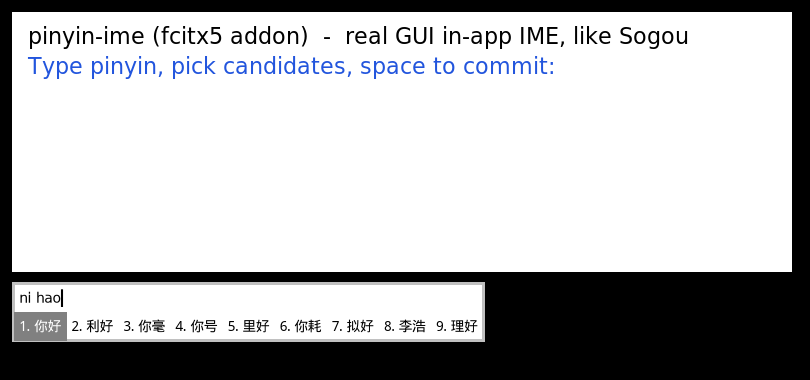 pinyin-ime (fcitx5 addon)  -  real GUI in-app IME, like Sogou
Type pinyin, pick candidates, space to commit:
ni hao
1. 你好 2. 利好 3. 你毫 4. 你号 5. 里好 6. 你耗 7. 拟好 8. 李浩 9. 理好